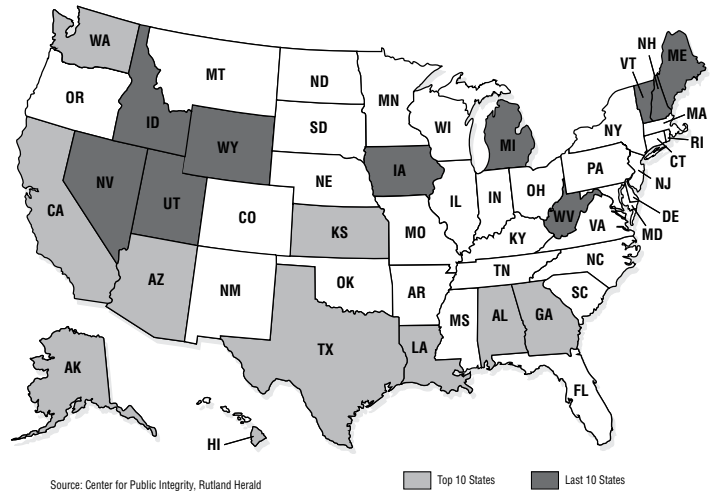 WA
MT
ND
MN
OR
ID
SD
WI
WY
MI
NH
ME
VT
NY
MA
RI
CT
NJ
PA
NE
IA
NV
UT
CA
CO
KS
MO
IL
IN
OH
WV
VA
DE
MD
KY
NC
TN
SC
AZ
NM
OK
AR
MS
AL
GA
TX
LA
FL
AK
HI
Source: Center for Public Integrity, Rutland Herald
Top 10 States
Last 10 States